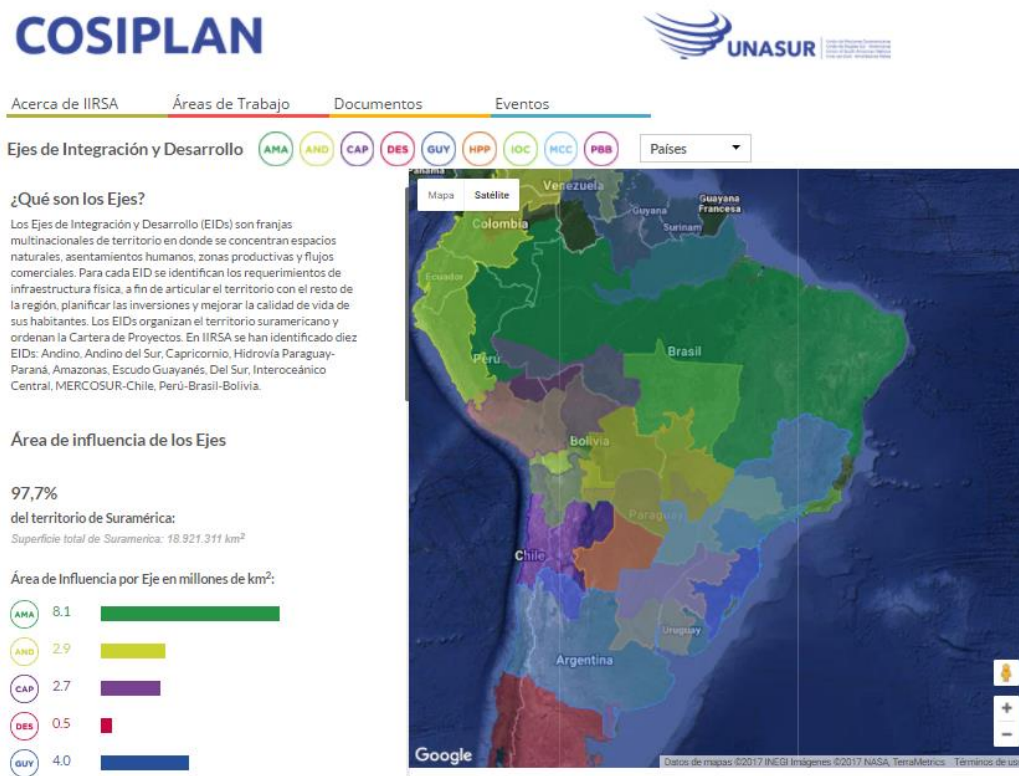 COSIPLAN
UNASUR
Acerca de IIRSA
Áreas de Trabajo
Documentos
Eventos
Ejes de Integración y Desarrollo
AMA
AND
CAP
DES
GUY
HPP
IOC
MCC
PBB
Países
¿Qué son los Ejes?
Los Ejes de Integración y Desarrollo (EIDs) son franjas
multinacionales de territorio en donde se concentran espacios
naturales, asentamientos humanos, zonas productivas y flujos
comerciales. Para cada EID se identifican los requerimientos de
infraestructura física, a fin de articular el territorio con el resto de
la región, planificar las inversiones y mejorar la calidad de vida de
sus habitantes. Los EIDs organizan el territorio suramericano y
ordenan la Cartera de Proyectos. En IIRSA se han identificado diez
EIDs: Andino, Andino del Sur, Capricornio, Hidrovía Paraguay-
Paraná, Amazonas, Escudo Guayanés, Del Sur, Interoceánico
Central, MERCOSUR-Chile, Perú-Brasil-Bolivia.
Área de influencia de los Ejes
97,7%
del territorio de Suramérica:
Superficie total de Suramerica: 18.921.311 km²
Área de Influencia por Eje en millones de km²:
AMA 8.1
AND 2.9
CAP 2.7
DES 0.5
GUY 4.0
Mapa
Satélite
Panamá
Venezuela
Guayana
Francesa
Guyana
Surinam
Colombia
Ecuador
Perú
Brasil
Bolivia
Paraguay
Chile
Uruguay
Argentina
Google
Datos de mapas ©2017 INEGI Imágenes ©2017 NASA, TerraMetrics
Términos de uso